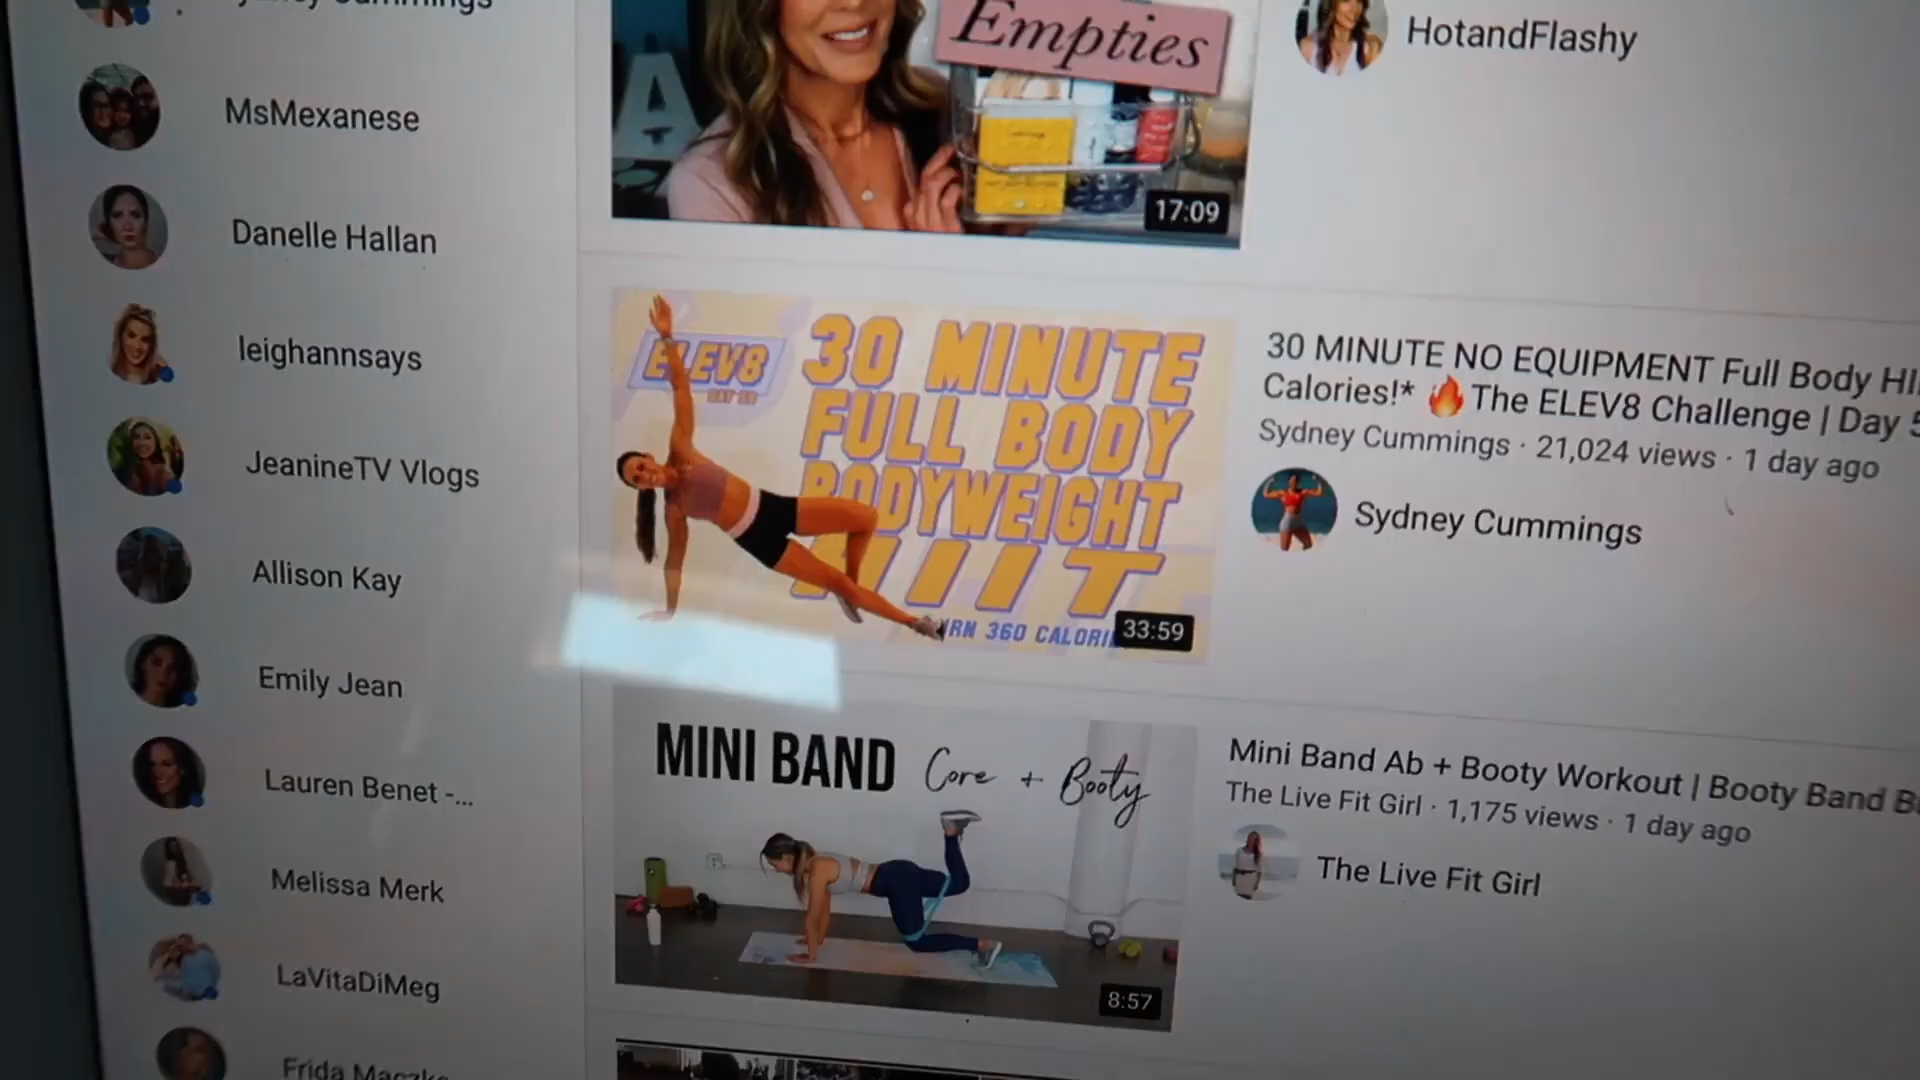 Cummings
MsMexanese
Danelle Hallan
leighannsays
JeanineTV Vlogs
Allison Kay
Emily Jean
Lauren Benet -...
Melissa Merk
LaVitaDiMeg
Frida
Empties
A
17:09
HotandFlashy
ELEV8
30 MINUTE
FULL BODY
BODYWEIGHT
HIIT
360
33:59
30 MINUTE NO EQUIPMENT Full Body
Calories!* 🔥 The ELEV8 Challenge | Day
Sydney Cummings · 21,024 views · 1 day ago
Sydney Cummings
MINI BAND Core + Booty
8:57
Mini Band Ab + Booty Workout | Booty Band
The Live Fit Girl · 1,175 views · 1 day ago
The Live Fit Girl